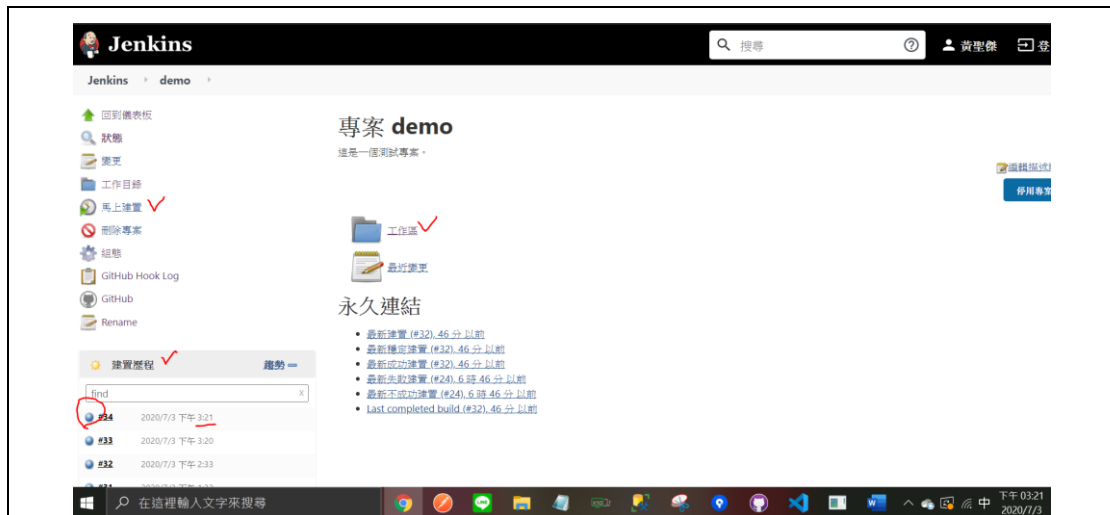 Jenkins
搜尋
黃聖傑
登
Jenkins demo
回到儀表板
狀態
變更
工作目錄
馬上建置
刪除專案
組態
GitHub Hook Log
GitHub
Rename
建置歷程 趨勢
find x
#34 2020/7/3 下午 3:21
#33 2020/7/3 下午 3:20
#32 2020/7/3 下午 2:33
專案 demo
這是一個測試專案。
編輯描述
停用專案
工作區
最近變更
永久連結
最新建置 (#32), 46 分 以前
最新穩定建置 (#32), 46 分 以前
最新成功建置 (#32), 46 分 以前
最新失敗建置 (#24), 6 時 46 分 以前
最新不成功建置 (#24), 6 時 46 分 以前
Last completed build (#32), 46 分 以前
在這裡輸入文字來搜尋
中
下午 03:21
2020/7/3